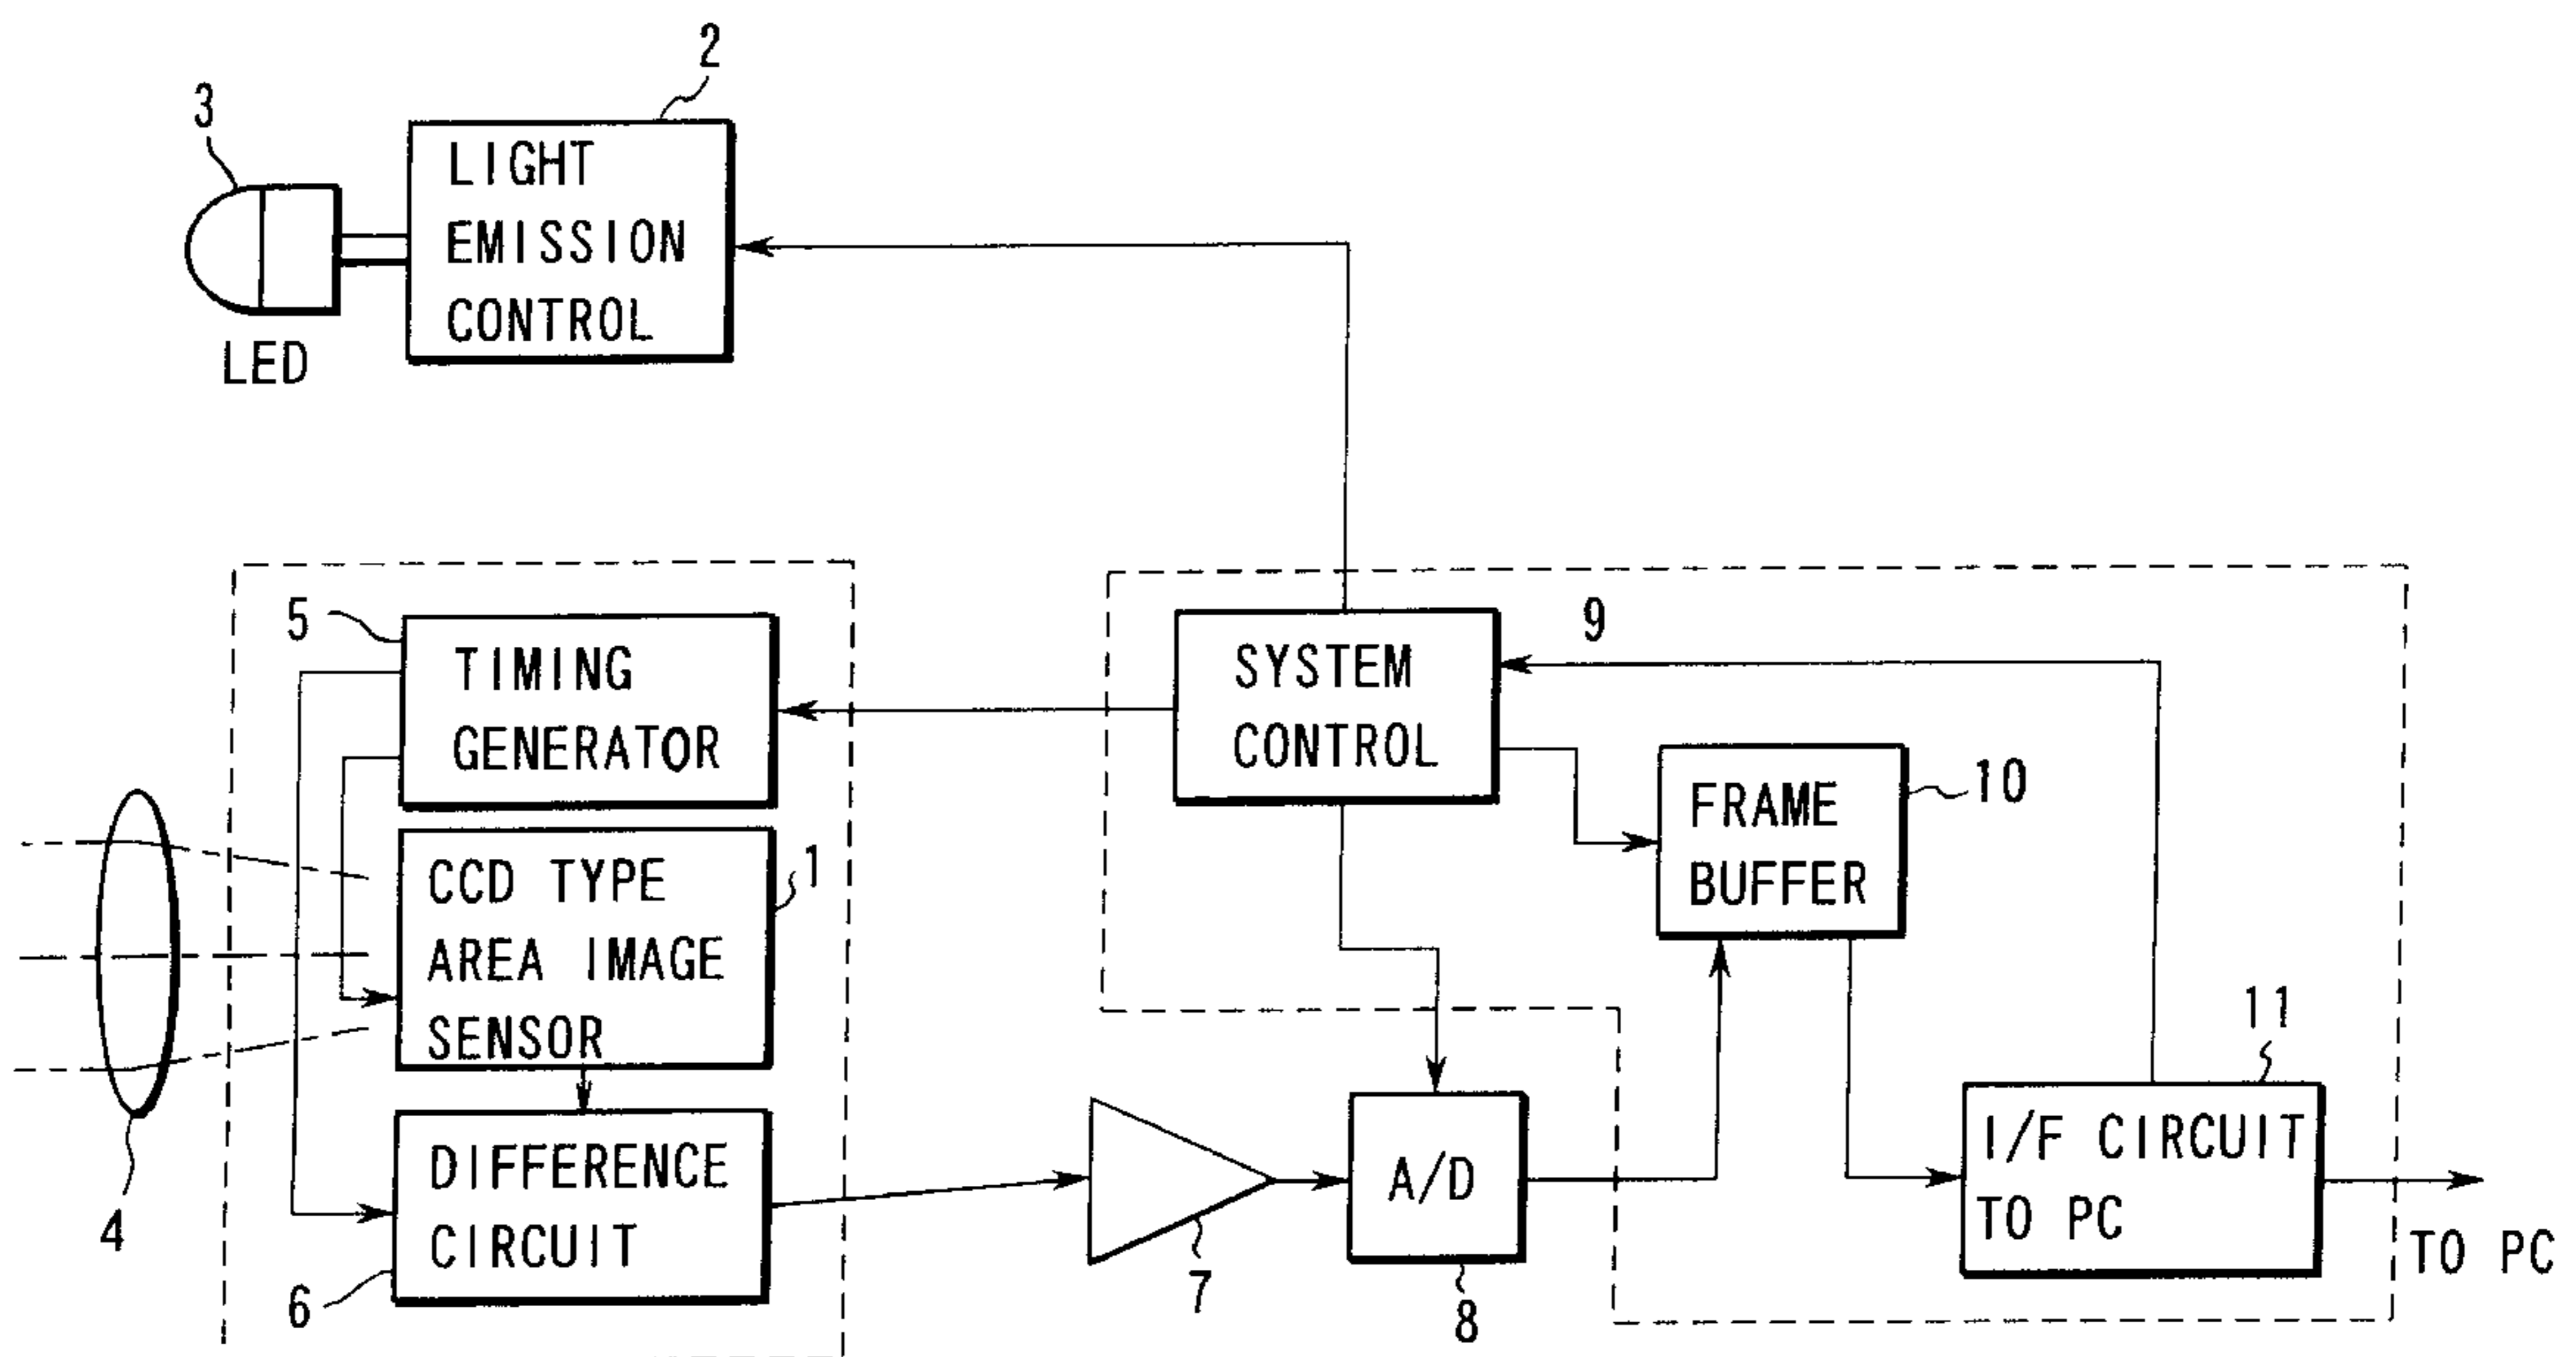 2
3
LIGHT
EMISSION
CONTROL
LED
5
TIMING
GENERATOR
SYSTEM
CONTROL
9
FRAME
BUFFER
10
CCD TYPE
AREA IMAGE
SENSOR
1
4
DIFFERENCE
CIRCUIT
6
7
A/D
8
11
I/F CIRCUIT
TO PC
TO PC